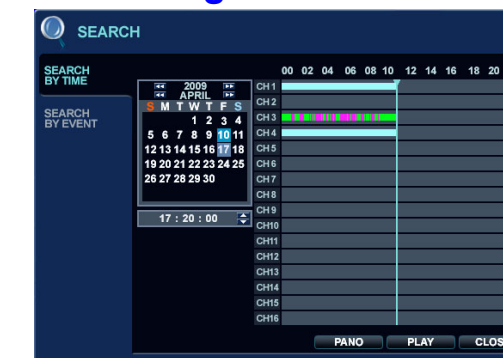 SEARCH
SEARCH
BY TIME
SEARCH
BY EVENT
2009
APRIL
S M T W T F S
1 2 3 4
5 6 7 8 9 10 11
12 13 14 15 16 17 18
19 20 21 22 23 24 25
26 27 28 29 30
17 : 20 : 00
00 02 04 06 08 10 12 14 16 18 20
CH 1
CH 2
CH 3
CH 4
CH 5
CH 6
CH 7
CH 8
CH 9
CH10
CH11
CH12
CH13
CH14
CH15
CH16
PANO PLAY CLOS